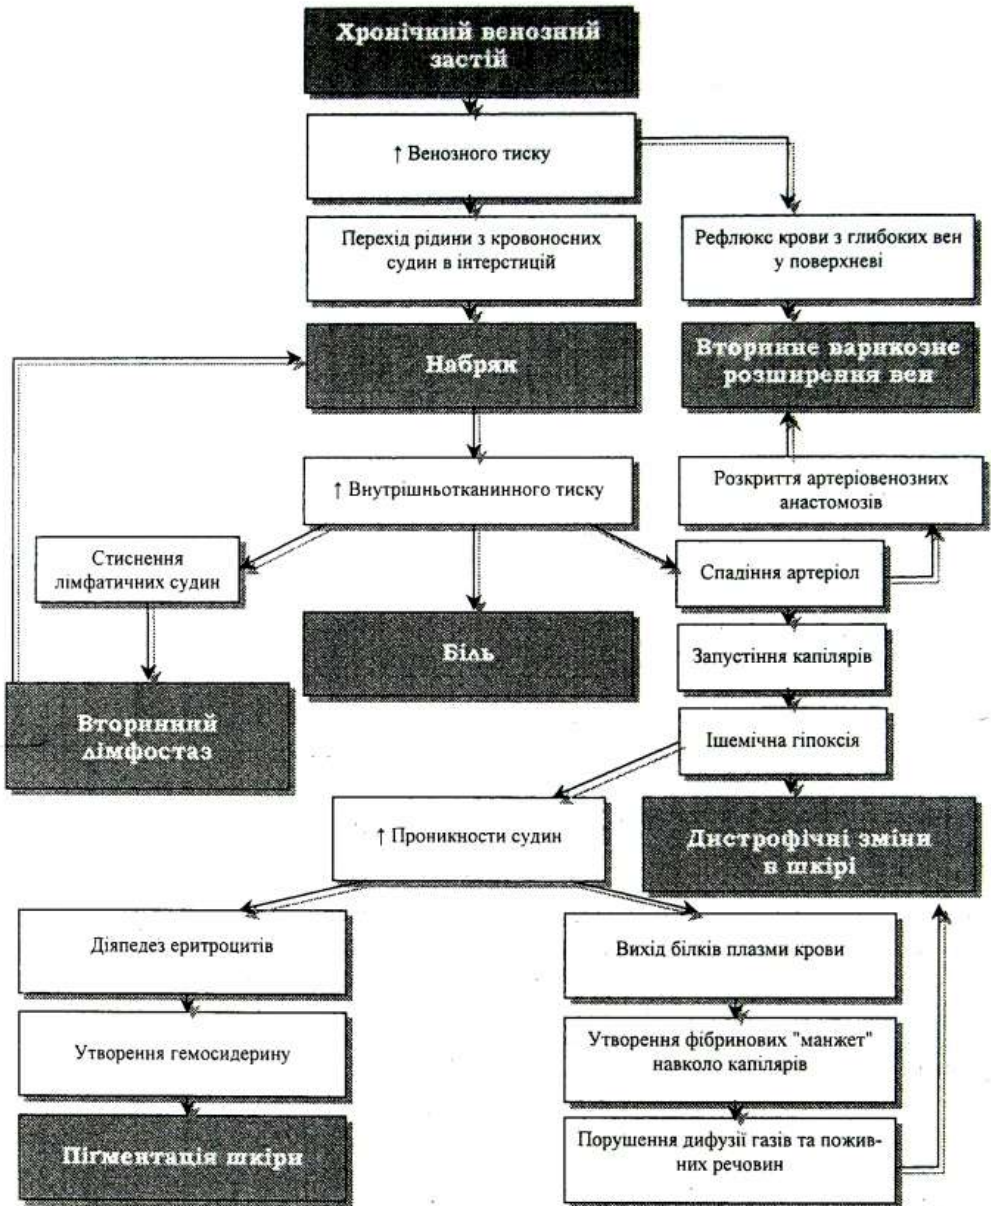 Хронічний венозний
застій
↑ Венозного тиску
Перехід рідини з кровоносних
судин в інтерстицій
Рефлюкс крови з глибоких вен
у поверхневі
Набряк
Вторинне варикозне
розширення вен
↑ Внутрішньотканинного тиску
Розкриття артеріовенозних
анастомозів
Стиснення
лімфатичних судин
Спадіння артеріол
Біль
Запустіння капілярів
Вторинний
лімфостаз
Ішемічна гіпоксія
↑ Проникности судин
Дистрофічні зміни
в шкірі
Діяпедез еритроцитів
Вихід білків плазми крови
Утворення гемосидерину
Утворення фібринових "манжет"
навколо капілярів
Пігментація шкіри
Порушення дифузії газів та пожив-
них речовин